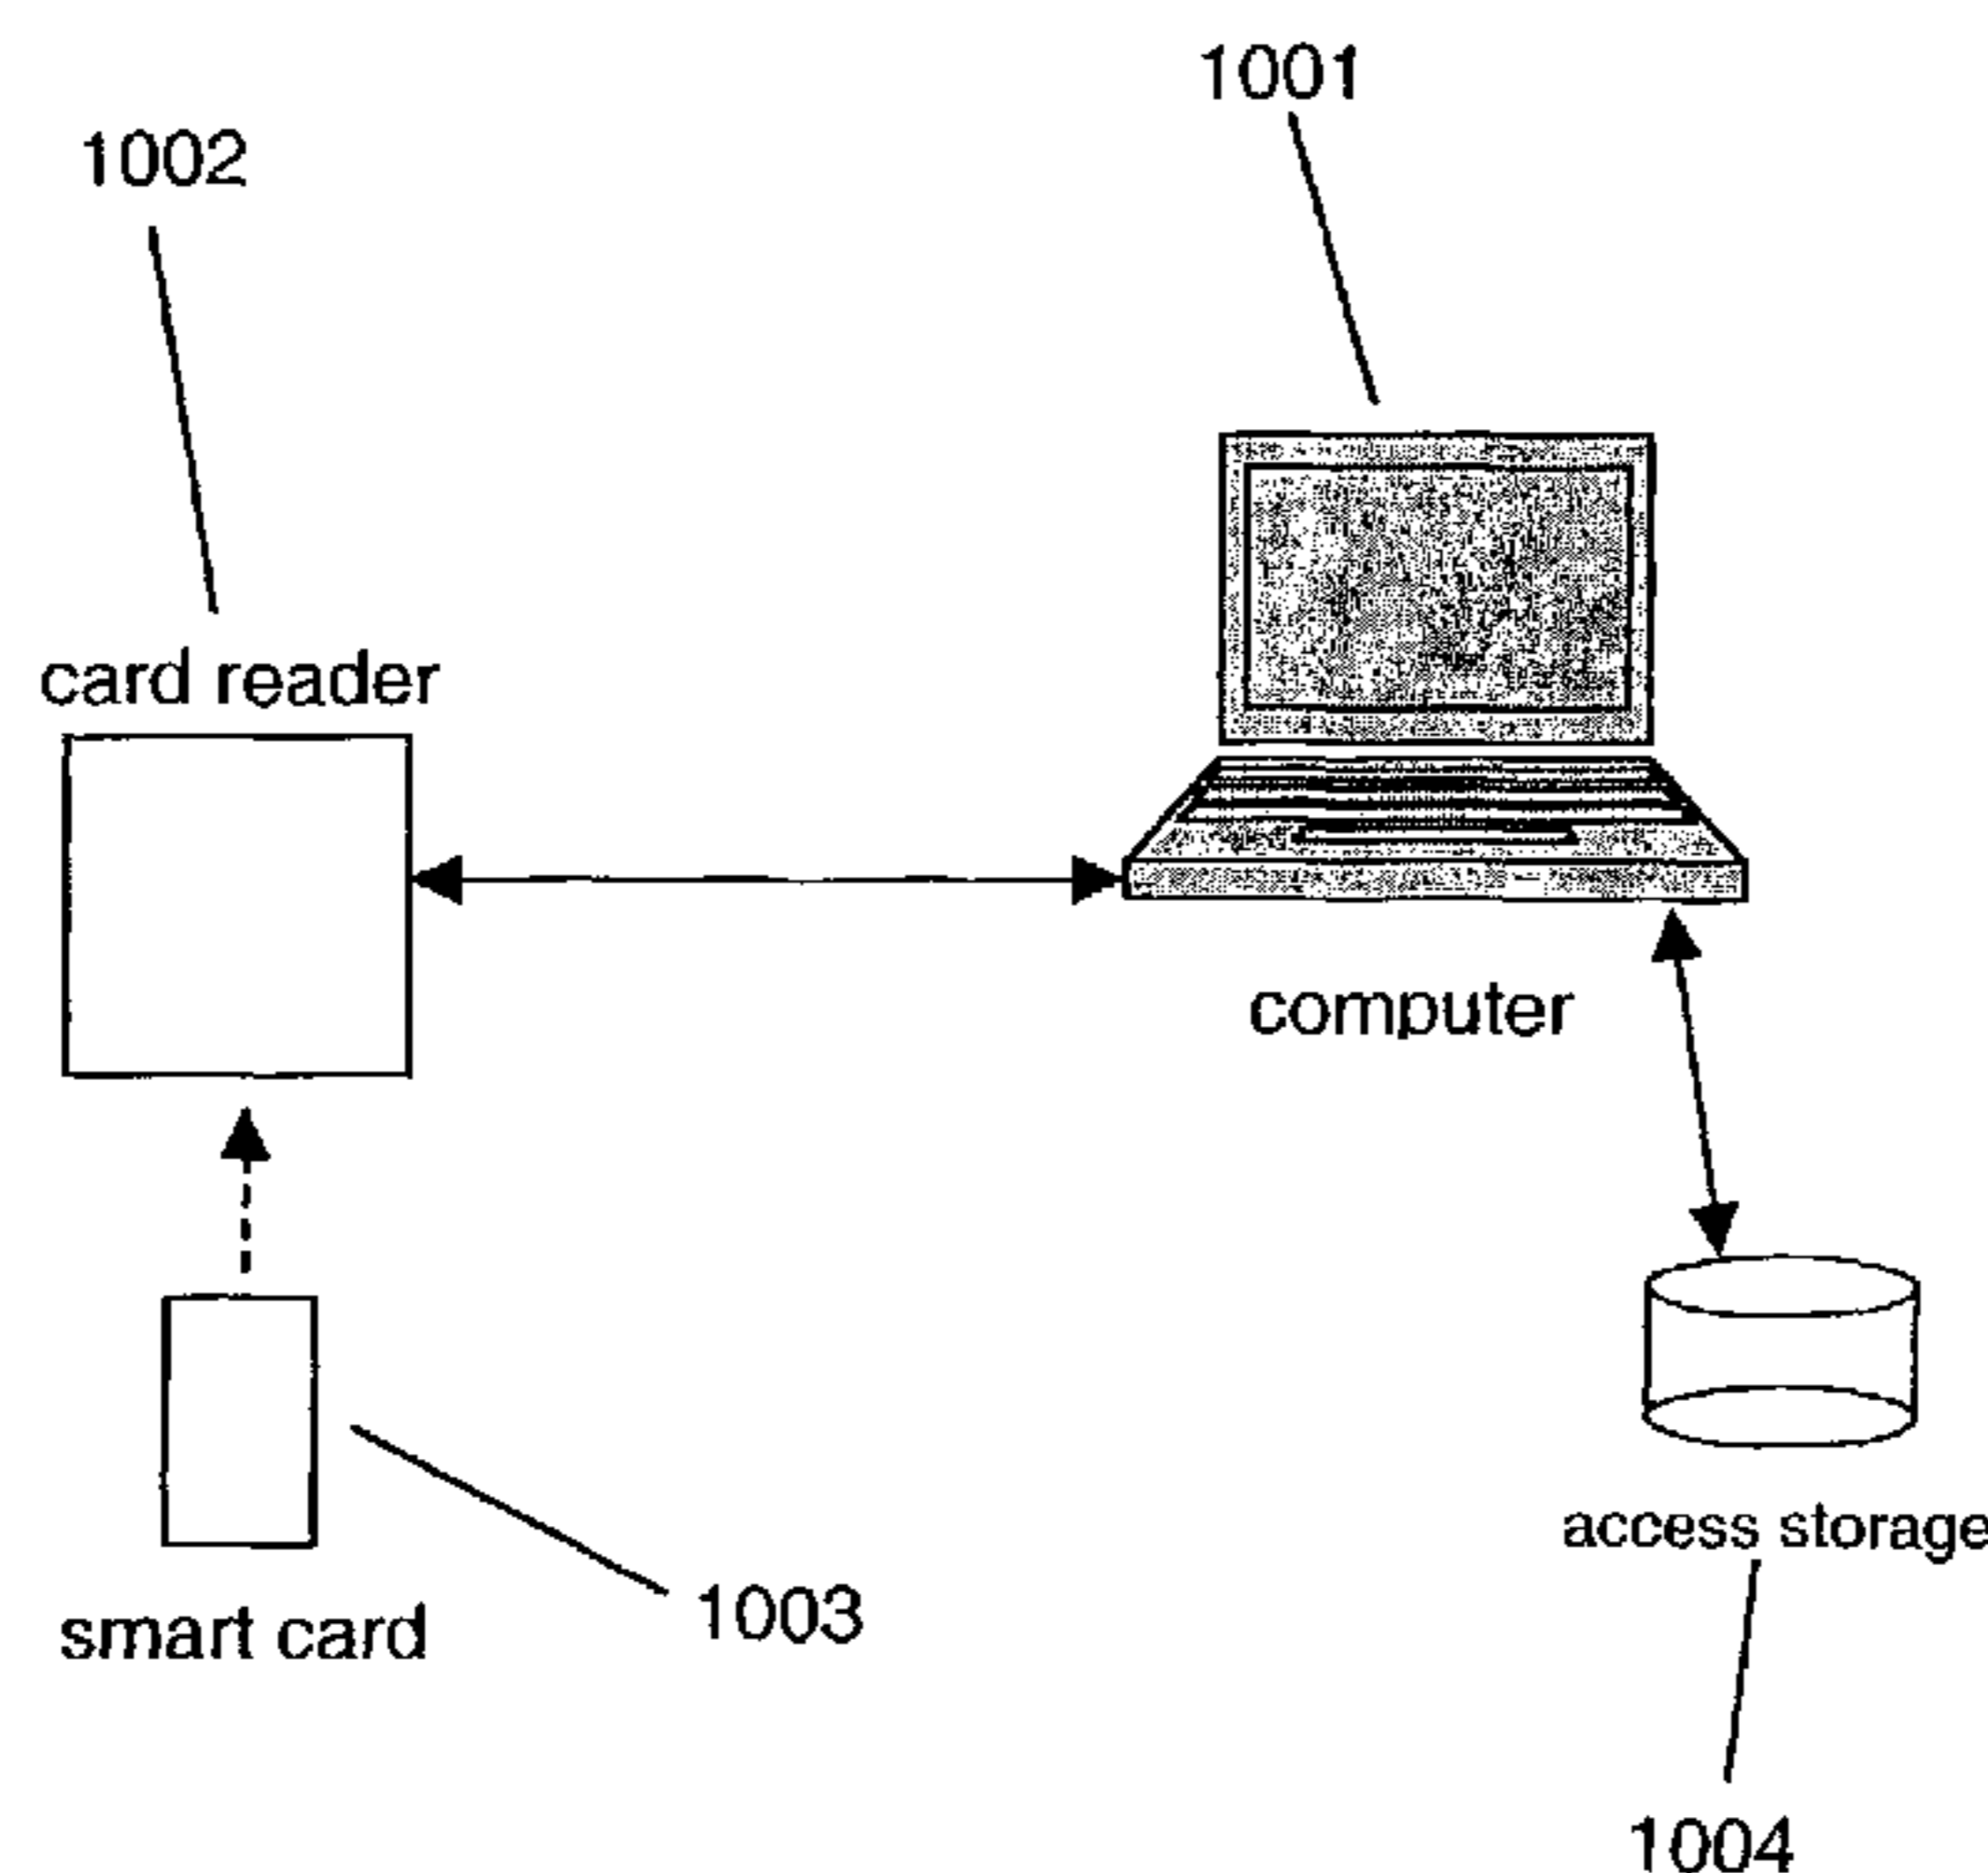 1001
1002
card reader
computer
access storage
smart card
1003
1004